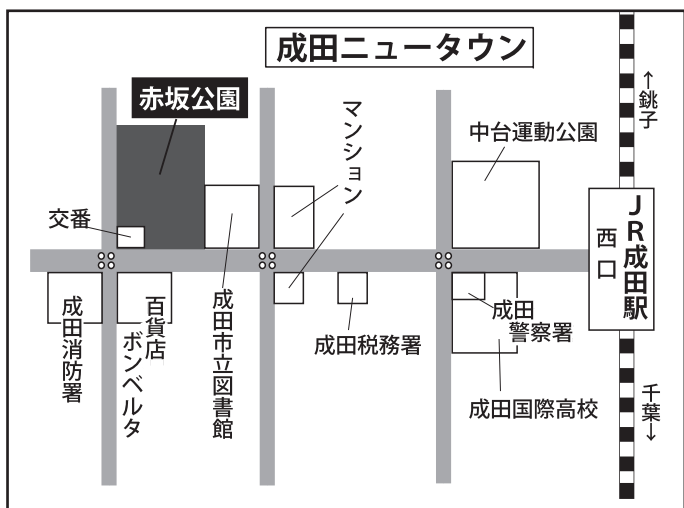 成田ニュータウン
赤坂公園
マンション
中台運動公園
↑銚子
交番
JR成田駅
西口
成田消防署
百貨店
ボンベルタ
成田市立図書館
成田税務署
成田
警察署
成田国際高校
千葉↓